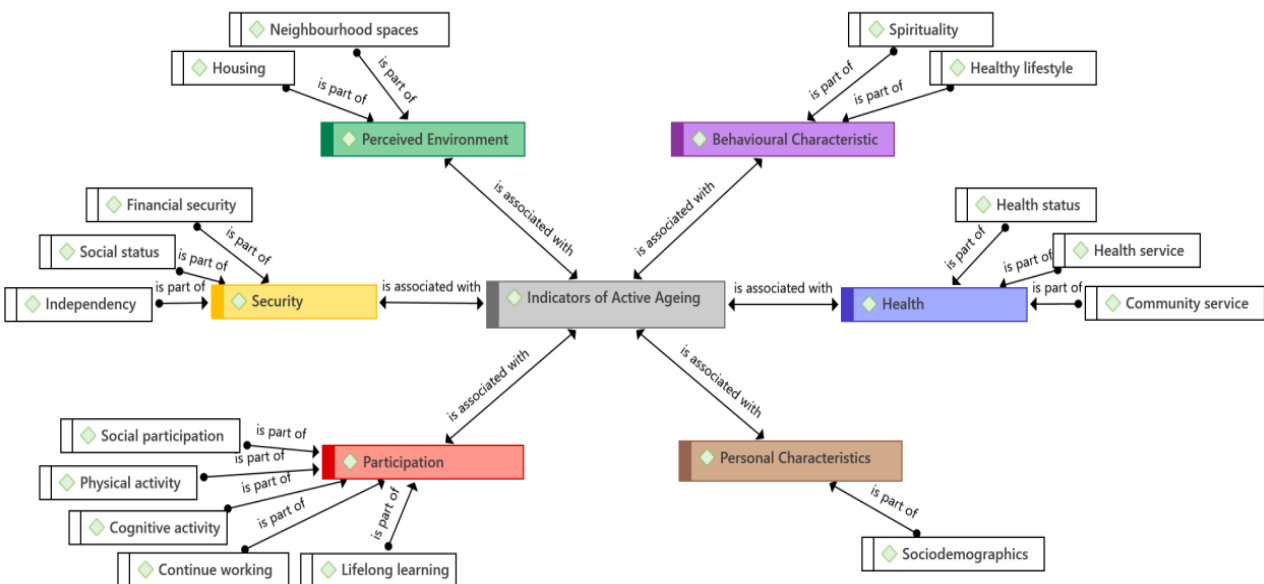 Neighbourhood spaces
Spirituality
Housing
Healthy lifestyle
is part of
is part of
is part of
is part of
Perceived Environment
Behavioural Characteristic
is associated with
is associated with
Financial security
Health status
is part of
is part of
Social status
Health service
is part of
is part of
Independency
is part of
Security
is associated with
Indicators of Active Ageing
is associated with
Health
is part of
Community service
is associated with
is associated with
Social participation
is part of
Participation
Personal Characteristics
Physical activity
is part of
Cognitive activity
is part of
is part of
is part of
is part of
Continue working
Lifelong learning
Sociodemographics